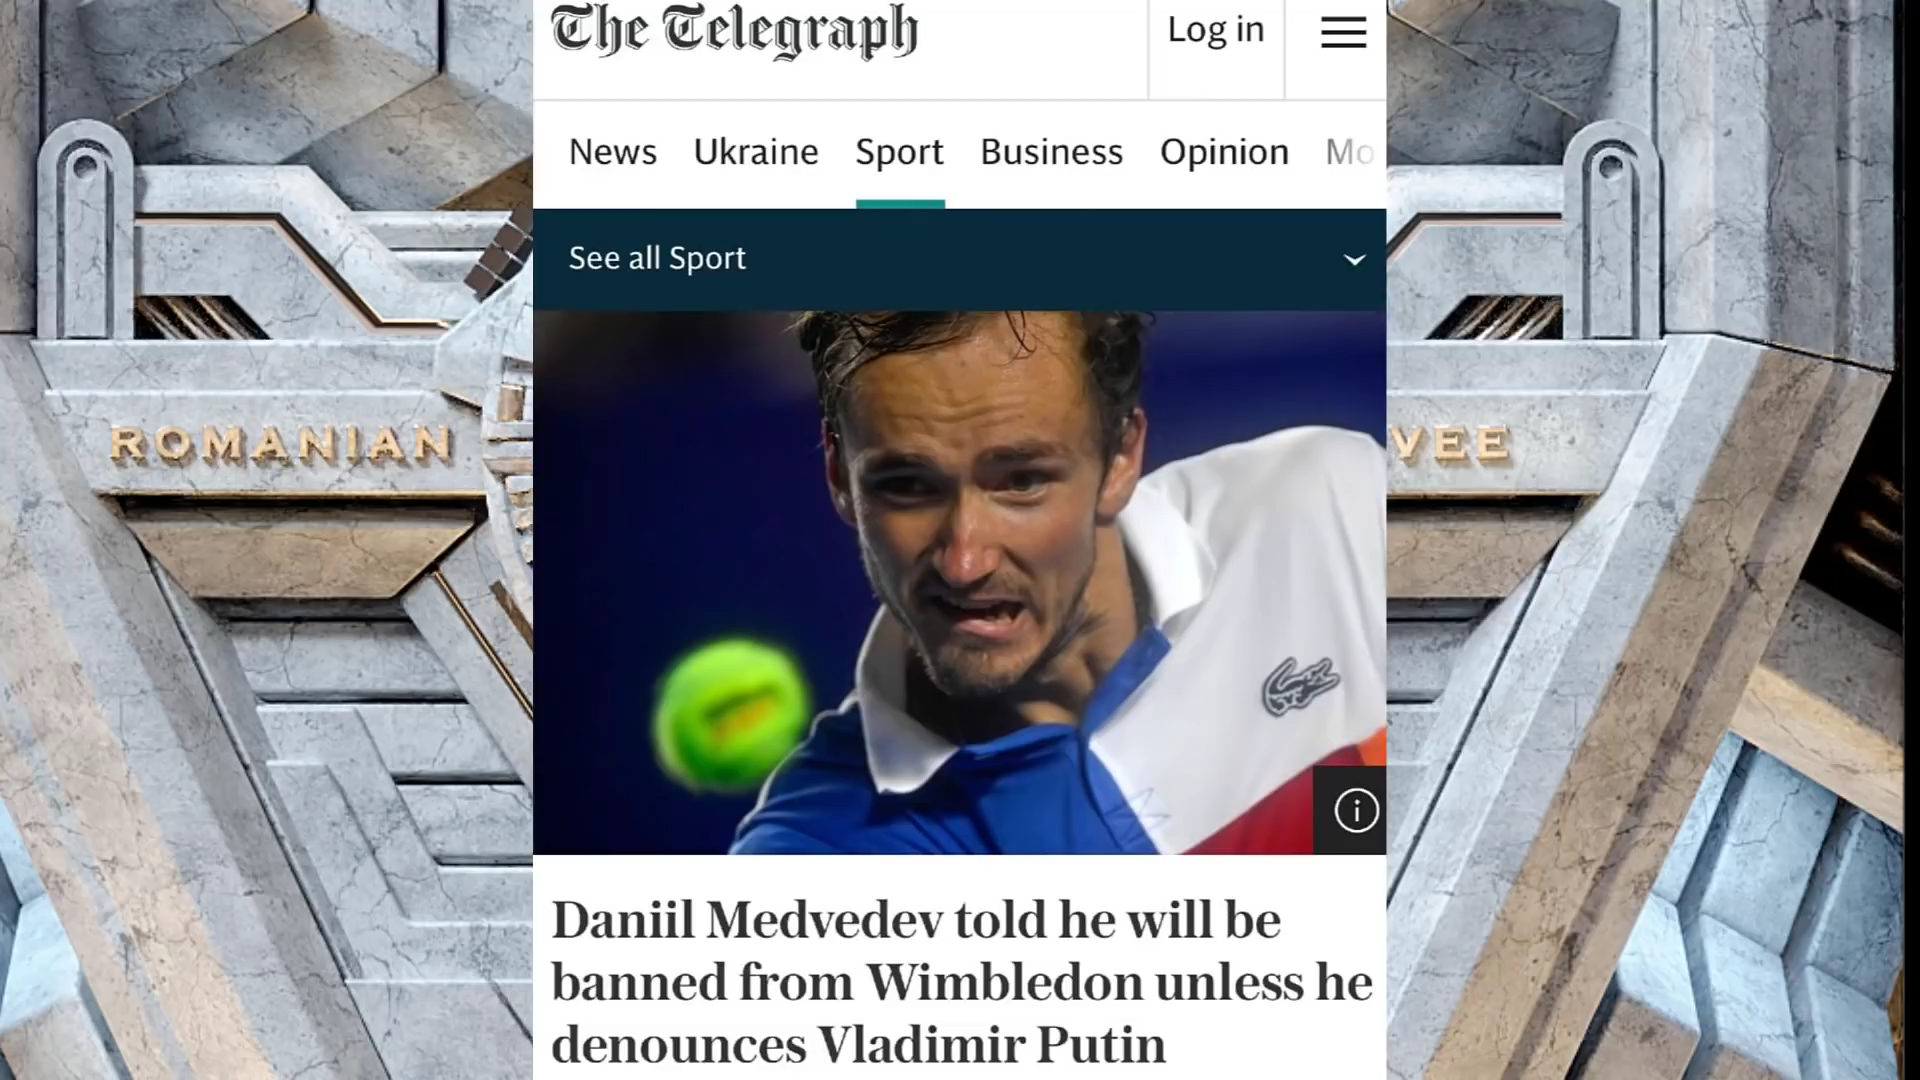 The Telegraph
Log in
News Ukraine Sport Business Opinion Mo
See all Sport
ROMANIAN
VEE
Daniil Medvedev told he will be
banned from Wimbledon unless he
denounces Vladimir Putin